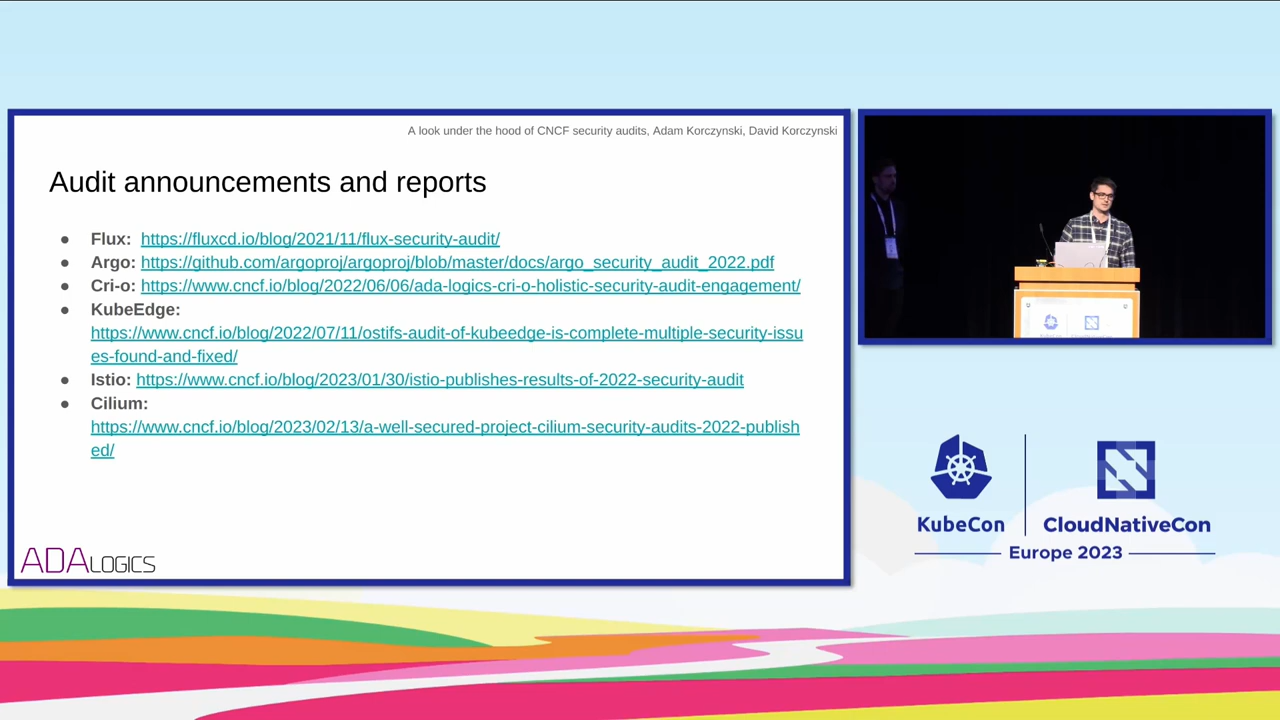 A look under the hood of CNCF security audits, Adam Korczynski, David Korczynski
Audit announcements and reports
● Flux: https://fluxcd.io/blog/2021/11/flux-security-audit/
● Argo: https://github.com/argoproj/argoproj/blob/master/docs/argo_security_audit_2022.pdf
● Cri-o: https://www.cncf.io/blog/2022/06/06/ada-logics-cri-o-holistic-security-audit-engagement/
● KubeEdge:
https://www.cncf.io/blog/2022/07/11/ostifs-audit-of-kubeedge-is-complete-multiple-security-issu
es-found-and-fixed/
● Istio: https://www.cncf.io/blog/2023/01/30/istio-publishes-results-of-2022-security-audit
● Cilium:
https://www.cncf.io/blog/2023/02/13/a-well-secured-project-cilium-security-audits-2022-publish
ed/
ADALOGICS
KubeCon
CloudNativeCon
Europe 2023